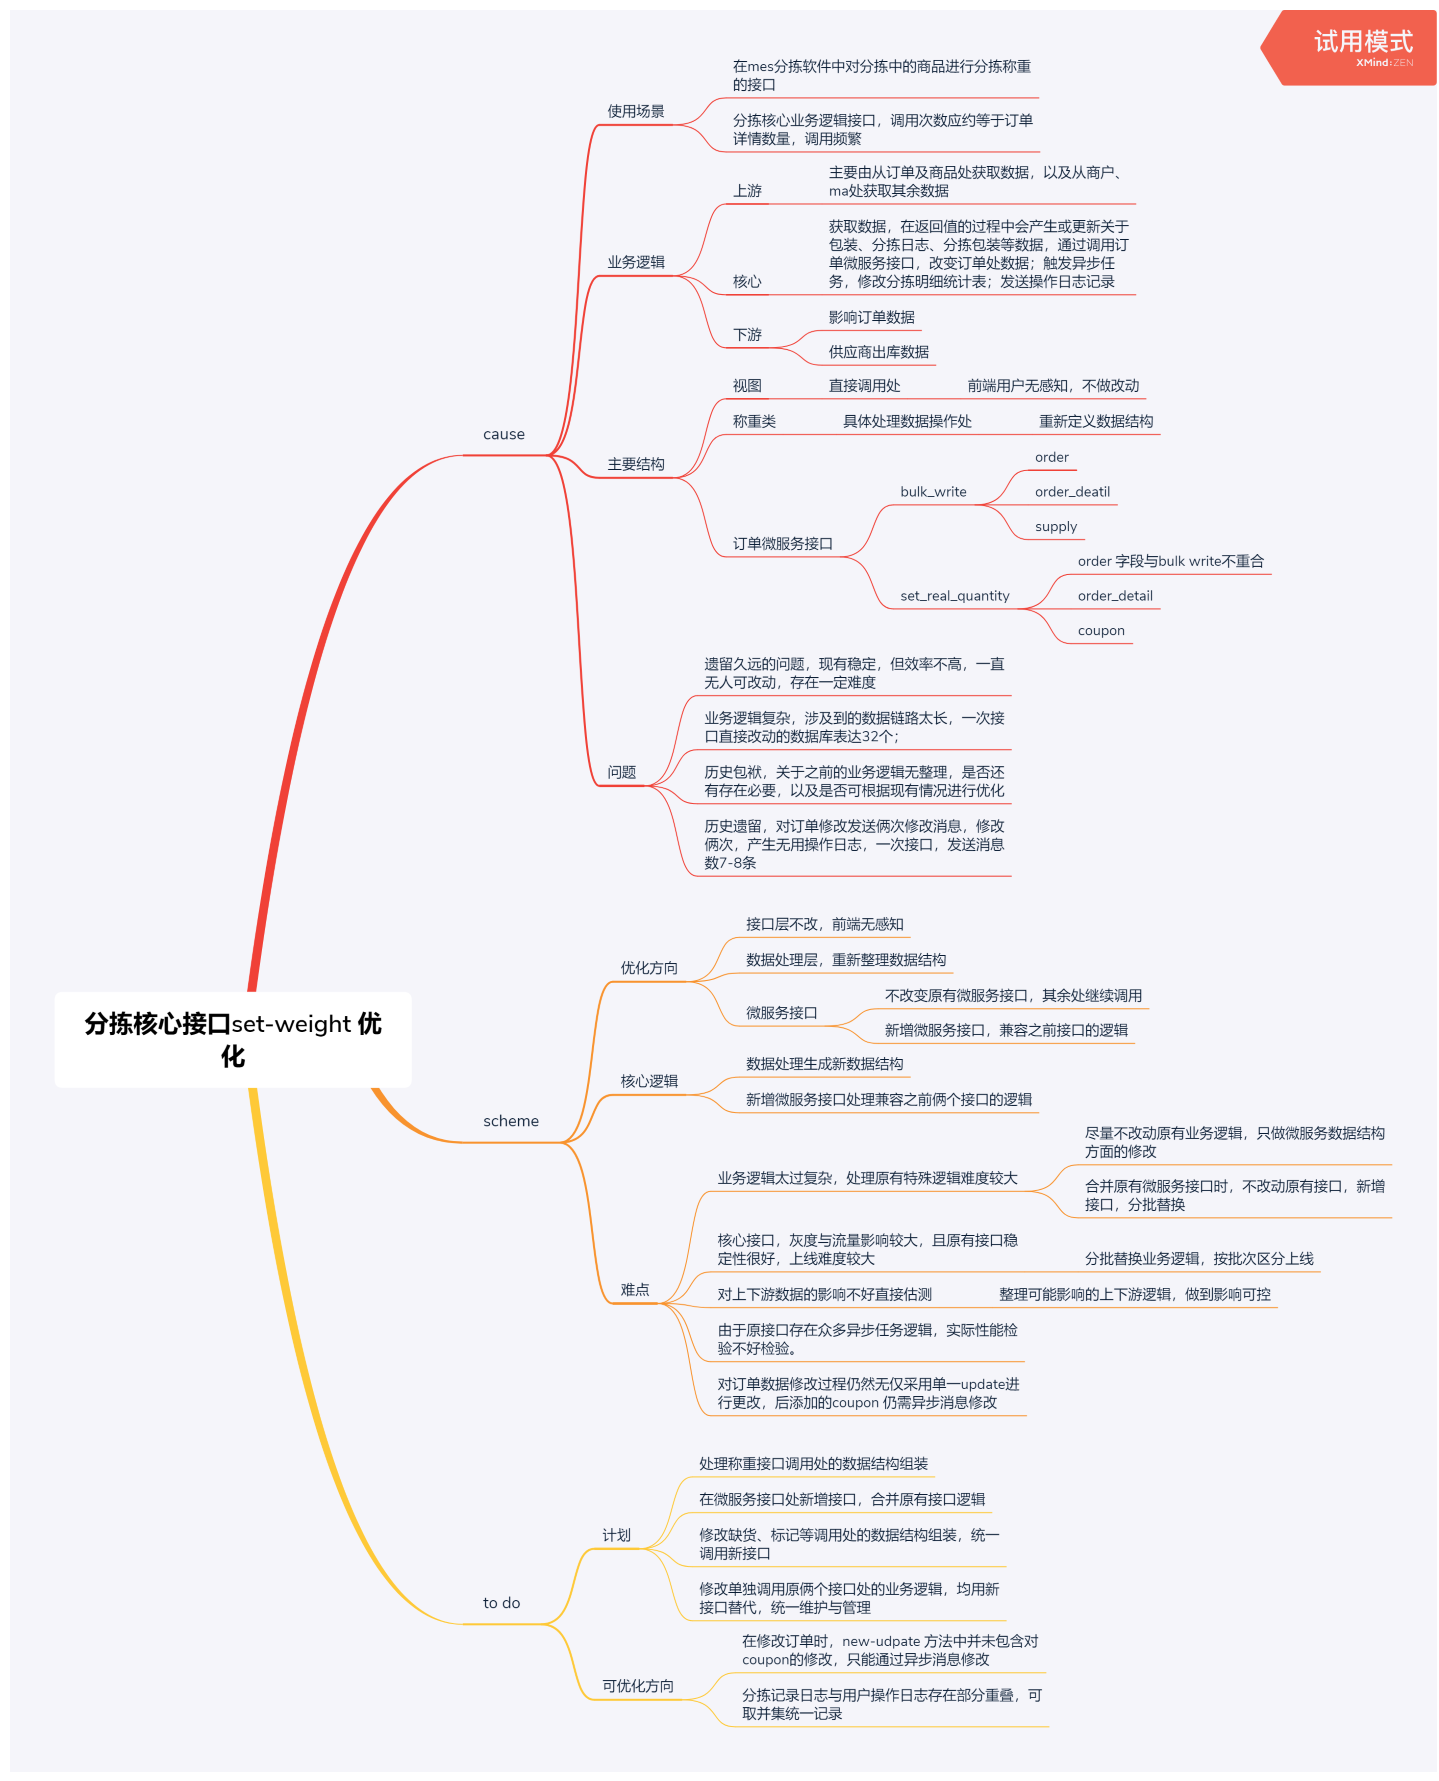 试用模式
XMind:ZEN
分拣核心接口set-weight 优
化
cause
使用场景
在mes分拣软件中对分拣中的商品进行分拣称重
的接口
分拣核心业务逻辑接口，调用次数应约等于订单
详情数量，调用频繁
业务逻辑
上游
主要由从订单及商品处获取数据，以及从商户、
ma处获取其余数据
核心
获取数据，在返回值的过程中会产生或更新关于
包装、分拣日志、分拣包装等数据，通过调用订
单微服务接口，改变订单处数据；触发异步任
务，修改分拣明细统计表；发送操作日志记录
下游
影响订单数据
供应商出库数据
主要结构
视图
直接调用处
前端用户无感知，不做改动
称重类
具体处理数据操作处
重新定义数据结构
订单微服务接口
bulk_write
order
order_deatil
supply
set_real_quantity
order 字段与bulk write不重合
order_detail
coupon
问题
遗留久远的问题，现有稳定，但效率不高，一直
无人可改动，存在一定难度
业务逻辑复杂，涉及到的数据链路太长，一次接
口直接改动的数据库表达32个；
历史包袱，关于之前的业务逻辑无整理，是否还
有存在必要，以及是否可根据现有情况进行优化
历史遗留，对订单修改发送俩次修改消息，修改
俩次，产生无用操作日志，一次接口，发送消息
数7-8条
scheme
优化方向
接口层不改，前端无感知
数据处理层，重新整理数据结构
微服务接口
不改变原有微服务接口，其余处继续调用
新增微服务接口，兼容之前接口的逻辑
核心逻辑
数据处理生成新数据结构
新增微服务接口处理兼容之前俩个接口的逻辑
难点
业务逻辑太过复杂，处理原有特殊逻辑难度较大
尽量不改动原有业务逻辑，只做微服务数据结构
方面的修改
合并原有微服务接口时，不改动原有接口，新增
接口，分批替换
核心接口，灰度与流量影响较大，且原有接口稳
定性很好，上线难度较大
分批替换业务逻辑，按批次区分上线
对上下游数据的影响不好直接估测
整理可能影响的上下游逻辑，做到影响可控
由于原接口存在众多异步任务逻辑，实际性能检
验不好检验。
对订单数据修改过程仍然无仅采用单一update进
行更改，后添加的coupon 仍需异步消息修改
to do
计划
处理称重接口调用处的数据结构组装
在微服务接口处新增接口，合并原有接口逻辑
修改缺货、标记等调用处的数据结构组装，统一
调用新接口
修改单独调用原俩个接口处的业务逻辑，均用新
接口替代，统一维护与管理
可优化方向
在修改订单时，new-udpate 方法中并未包含对
coupon的修改，只能通过异步消息修改
分拣记录日志与用户操作日志存在部分重叠，可
取并集统一记录